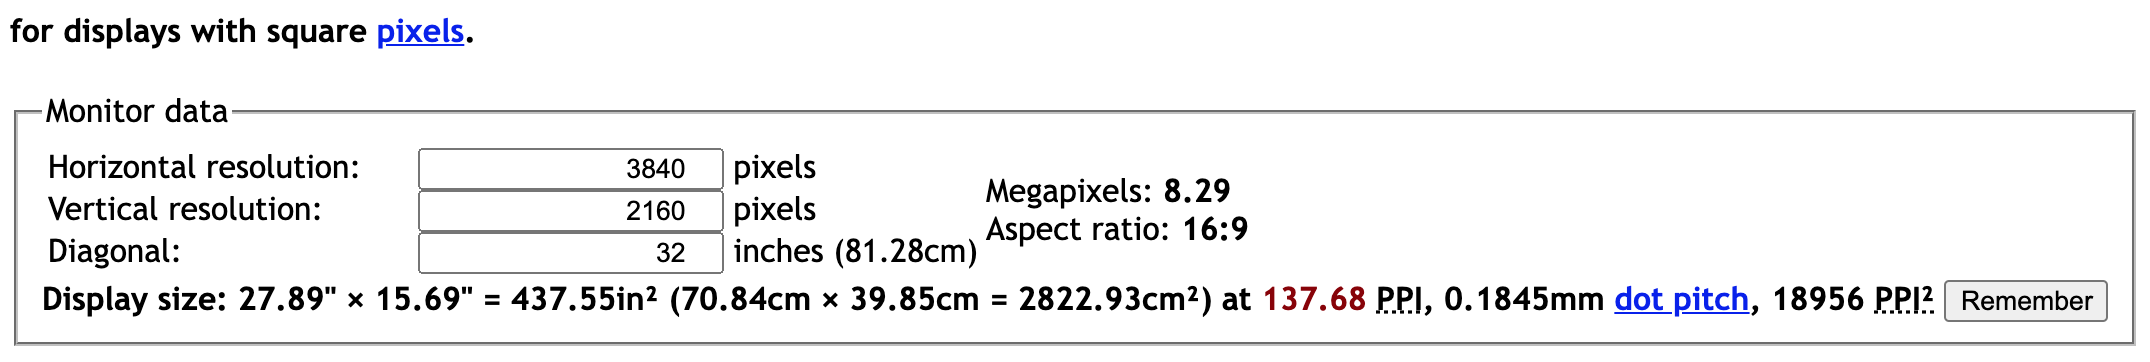 for displays with square pixels.
Monitor data
Horizontal resolution: 3840 pixels
Vertical resolution: 2160 pixels
Diagonal: 32 inches (81.28cm)
Megapixels: 8.29
Aspect ratio: 16:9
Display size: 27.89" × 15.69" = 437.55in² (70.84cm × 39.85cm = 2822.93cm²) at 137.68 PPI, 0.1845mm dot pitch, 18956 PPI² Remember